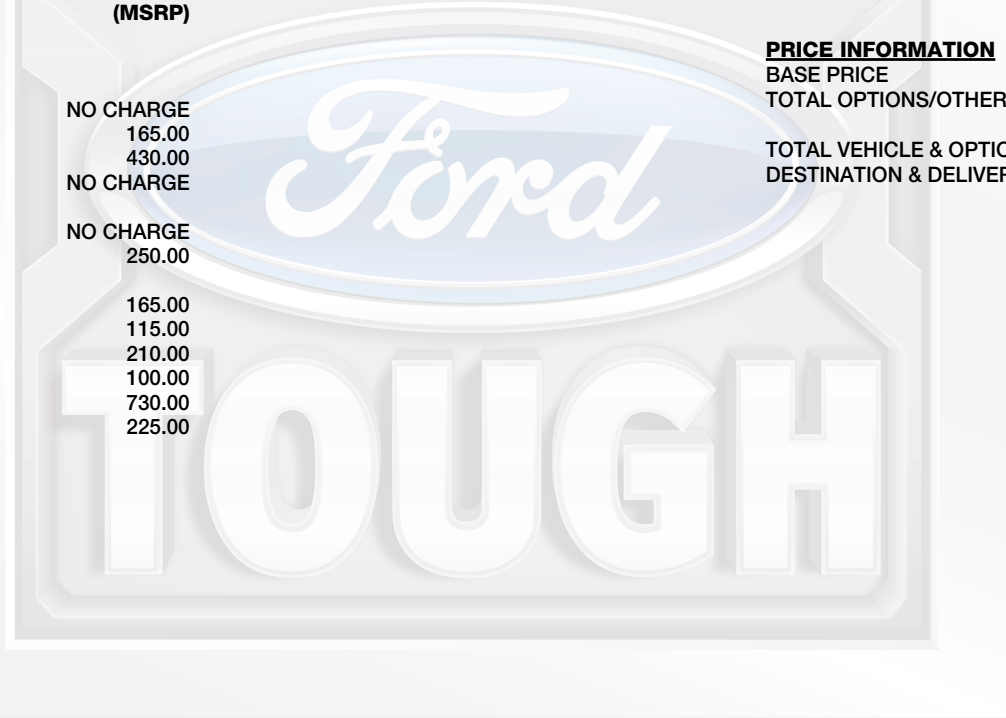 (MSRP)
NO CHARGE
165.00
430.00
NO CHARGE
NO CHARGE
250.00
165.00
115.00
210.00
100.00
730.00
225.00
PRICE INFORMATION
BASE PRICE
TOTAL OPTIONS/OTHER
TOTAL VEHICLE & OPTIO
DESTINATION & DELIVER
Ford
TOUGH